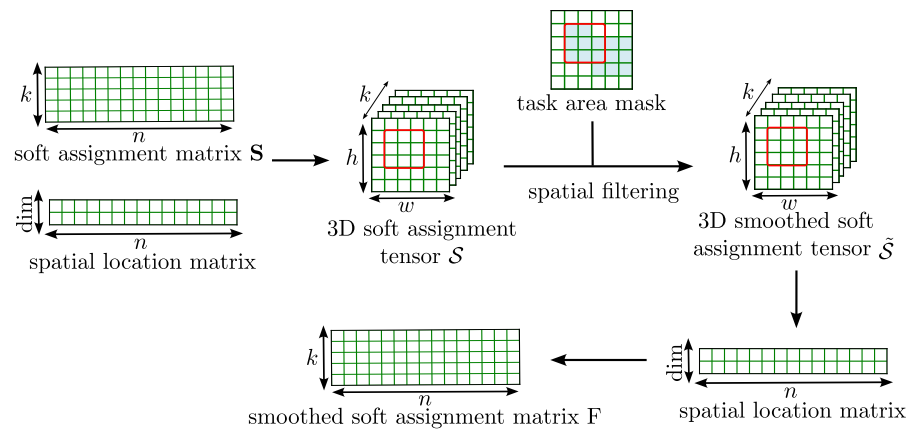 k
n
soft assignment matrix S
dim
n
spatial location matrix
k
h
w
3D soft assignment
tensor 𝒮
task area mask
spatial filtering
k
h
w
3D smoothed soft
assignment tensor 𝒮̃
dim
n
spatial location matrix
k
n
smoothed soft assignment matrix F